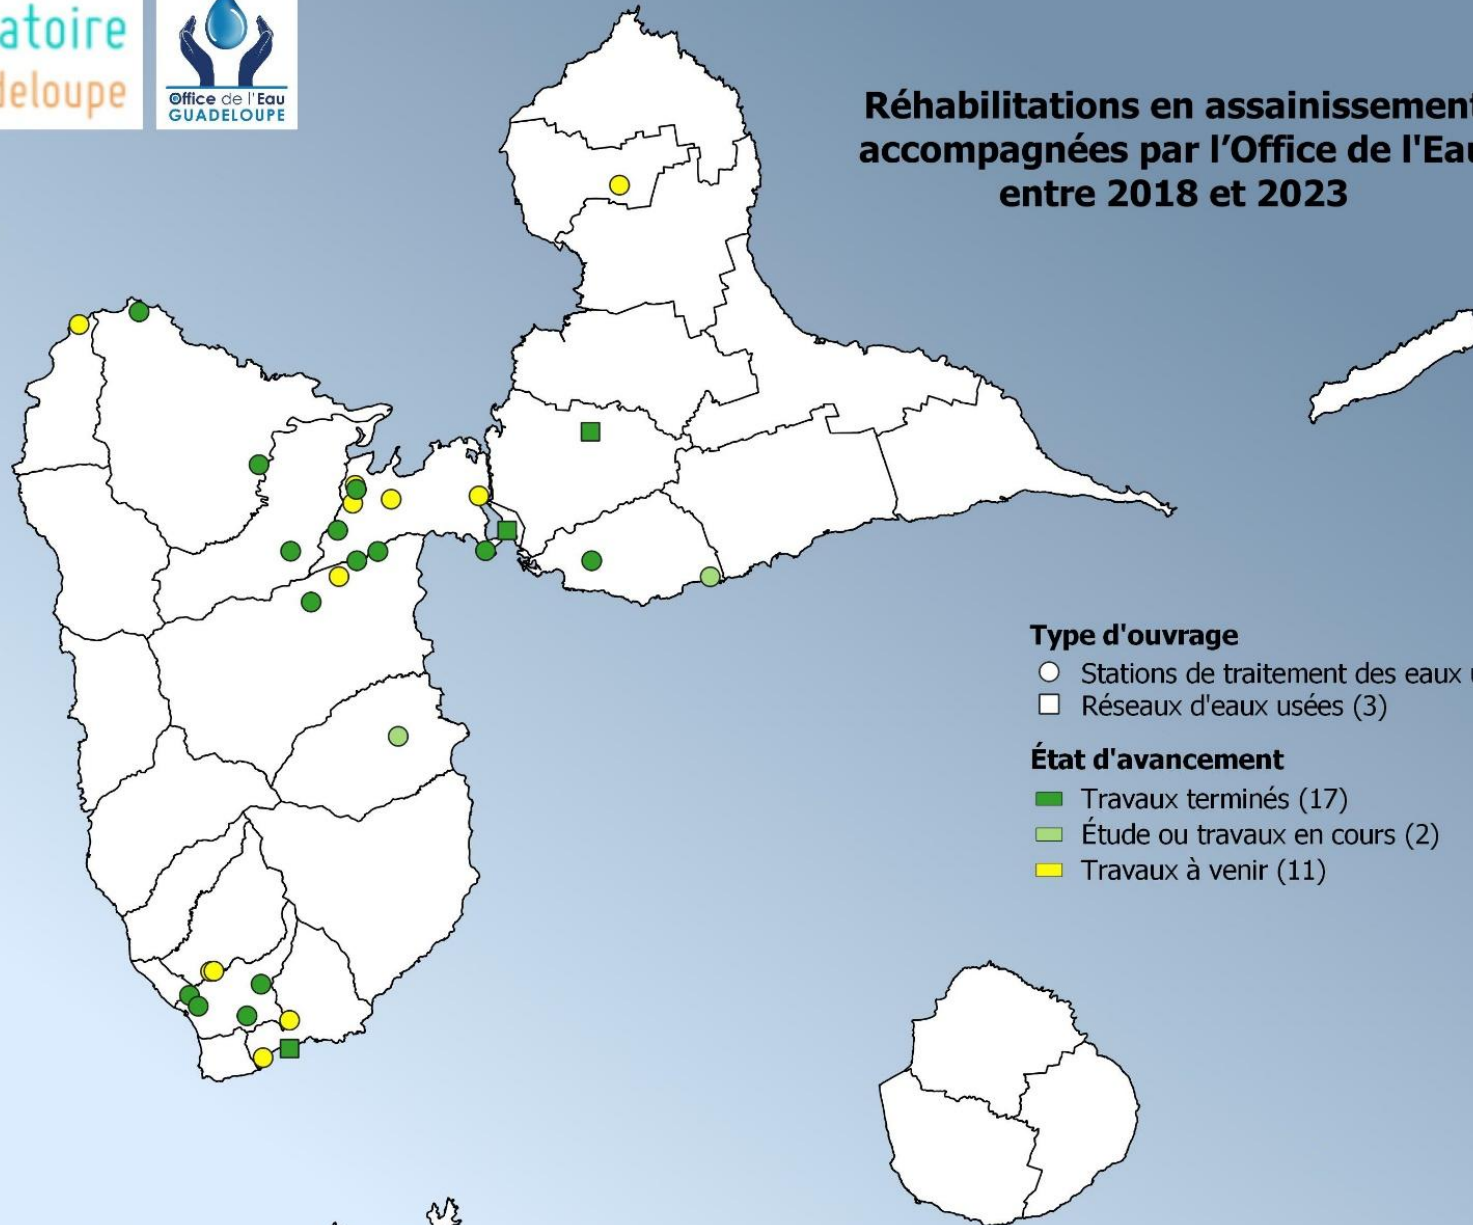 atoire
deloupe
Office de l'Eau
GUADELOUPE
Réhabilitations en assainissement
accompagnées par l'Office de l'Eau
entre 2018 et 2023
Type d'ouvrage
Stations de traitement des eaux
Réseaux d'eaux usées (3)
État d'avancement
Travaux terminés (17)
Étude ou travaux en cours (2)
Travaux à venir (11)